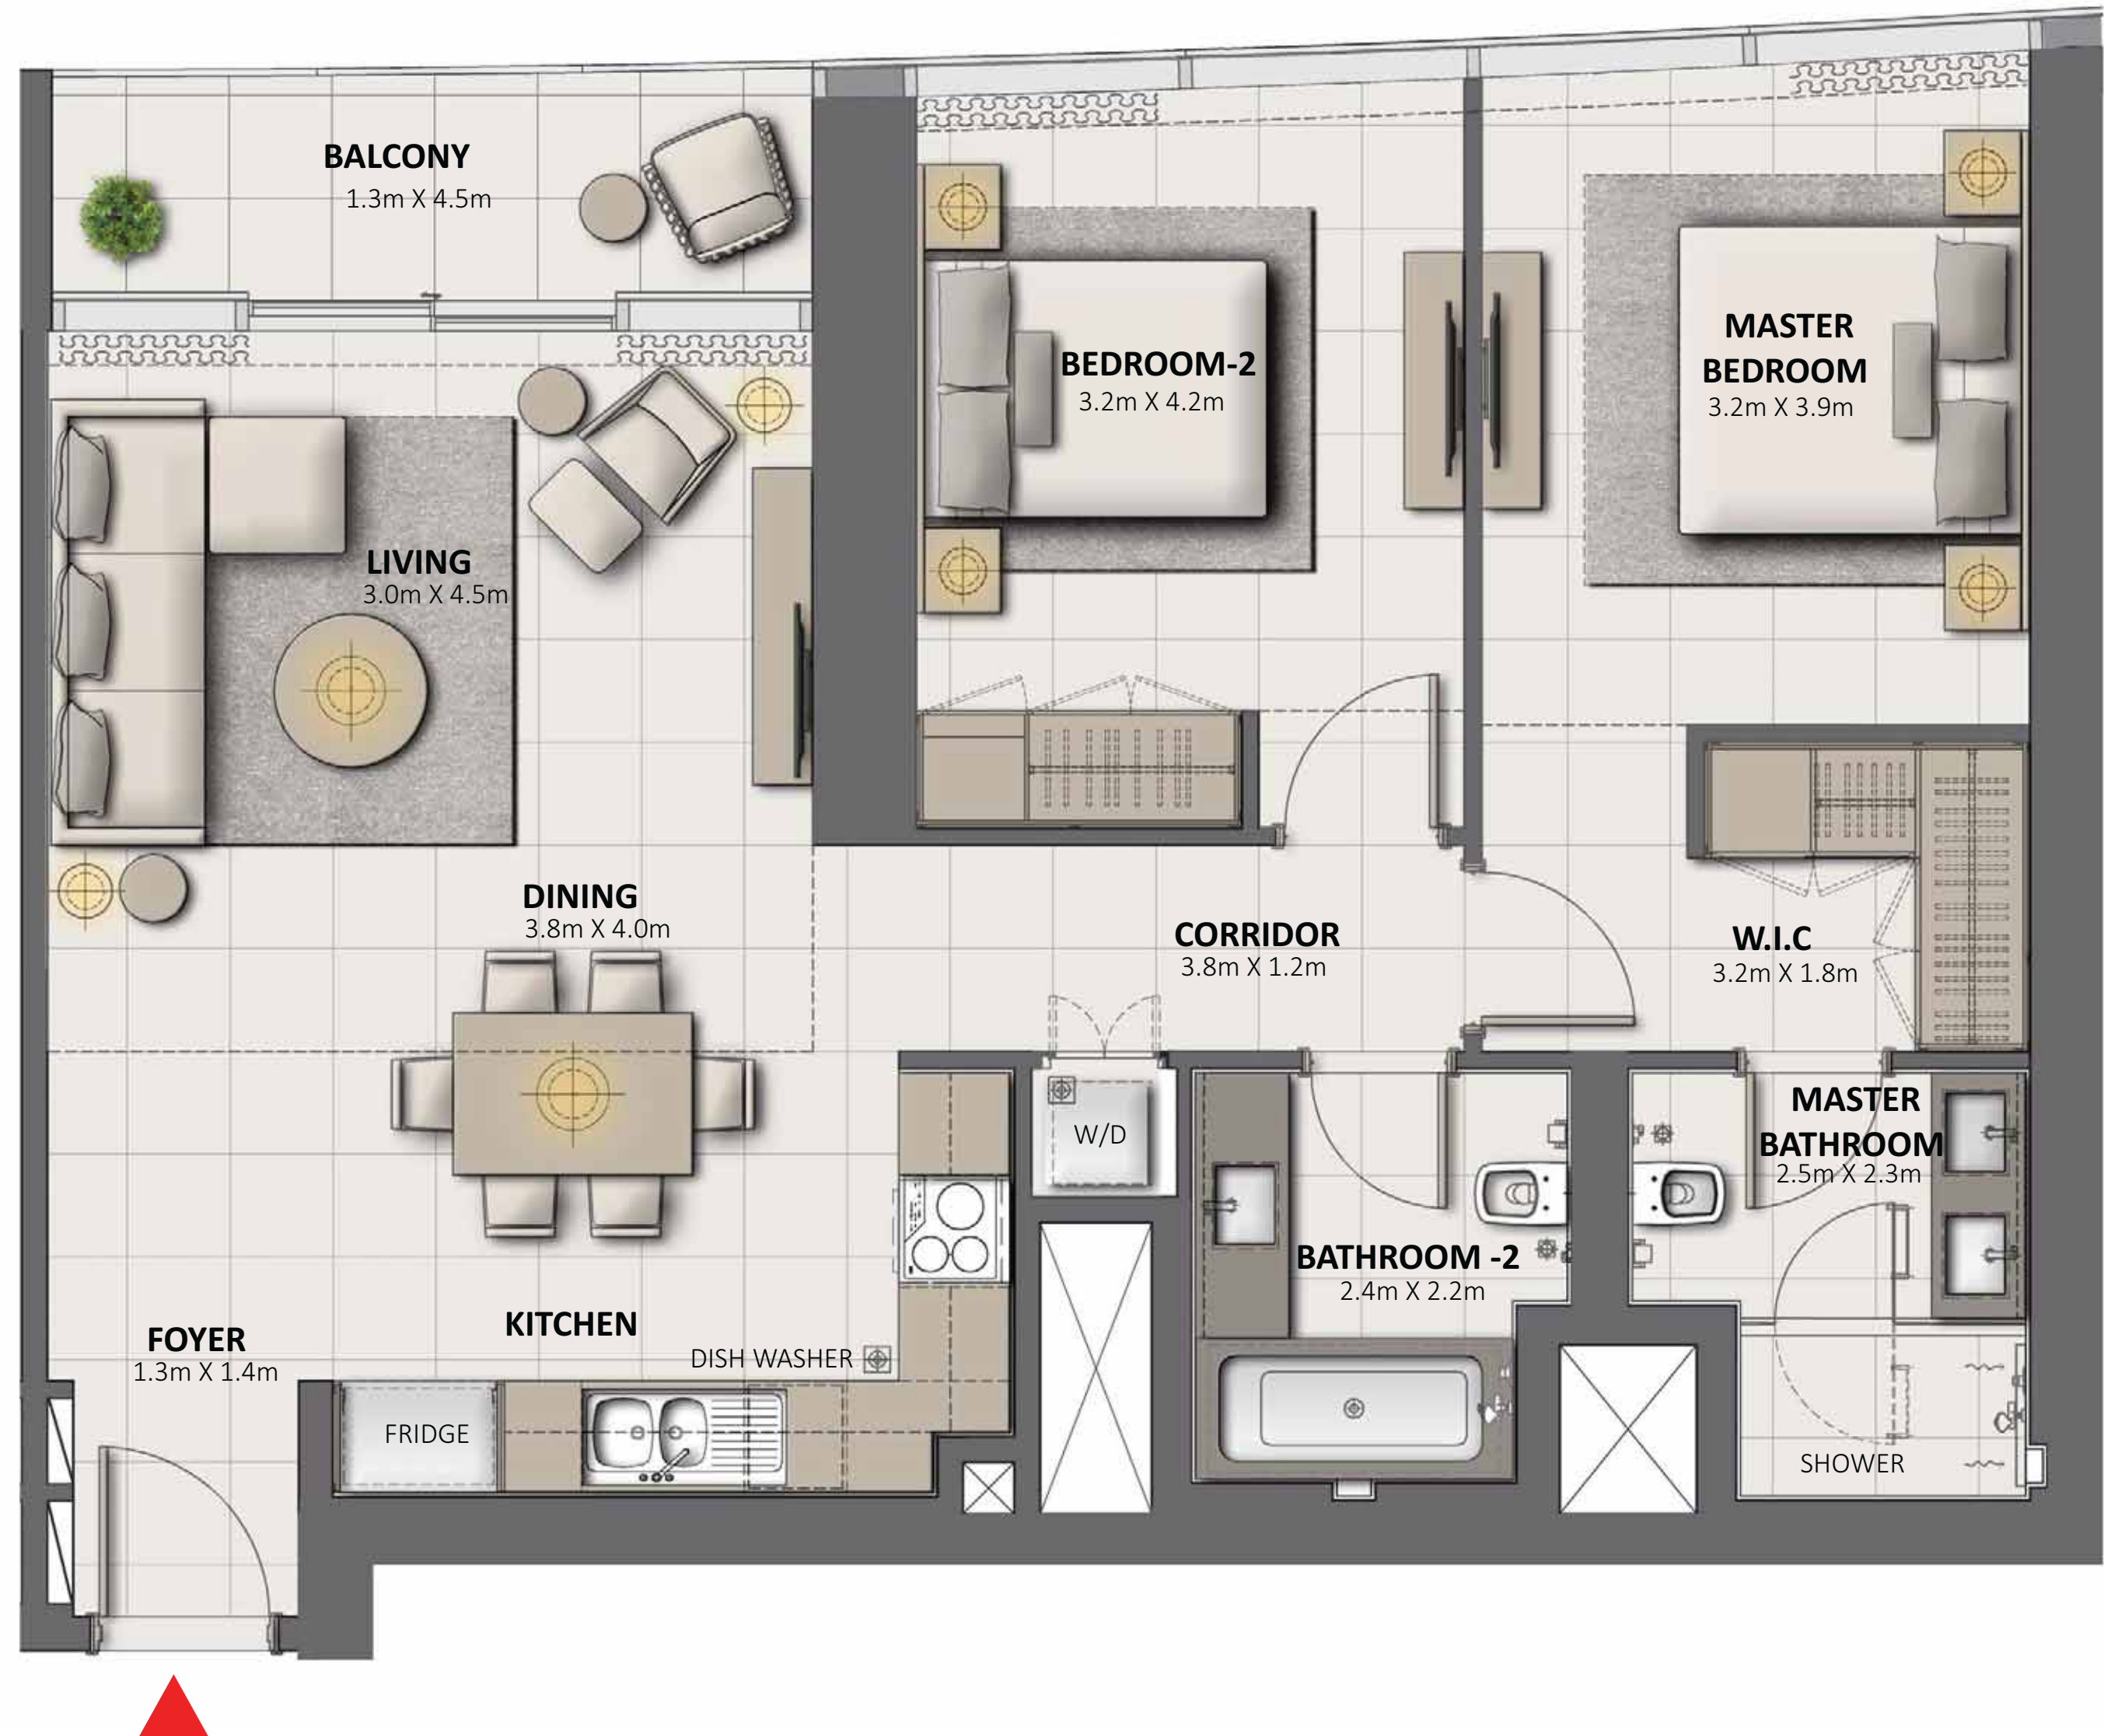 BALCONY
1.3m X 4.5m
BEDROOM-2
3.2m X 4.2m
MASTER
BEDROOM
3.2m X 3.9m
LIVING
3.0m X 4.5m
DINING
3.8m X 4.0m
CORRIDOR
3.8m X 1.2m
W.I.C
3.2m X 1.8m
W/D
MASTER
BATHROOM
2.5m X 2.3m
BATHROOM -2
2.4m X 2.2m
FOYER
1.3m X 1.4m
KITCHEN
DISH WASHER
FRIDGE
SHOWER